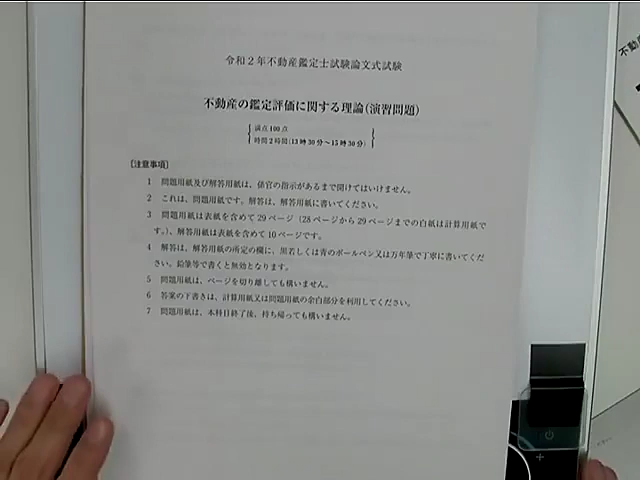 令和２年不動産鑑定士試験論文式試験
不動産の鑑定評価に関する理論(演習問題)
満点100点
時間２時間(13時30分～15時30分)
[注意事項]
1 問題用紙及び解答用紙は、係官の指示があるまで開けてはいけません。
2 これは、問題用紙です。解答は、解答用紙に書いてください。
3 問題用紙は表紙を含めて29ページ（28ページから29ページまでの白紙は計算用紙で
す。）、解答用紙は表紙を含めて10ページです。
4 解答は、解答用紙の所定の欄に、黒若しくは青のボールペン又は万年筆で丁寧に書いてくだ
さい。鉛筆等で書くと無効となります。
5 問題用紙は、ページを切り離しても構いません。
6 答案の下書きは、計算用紙又は問題用紙の余白部分を利用してください。
7 問題用紙は、本科目終了後、持ち帰っても構いません。
不動産